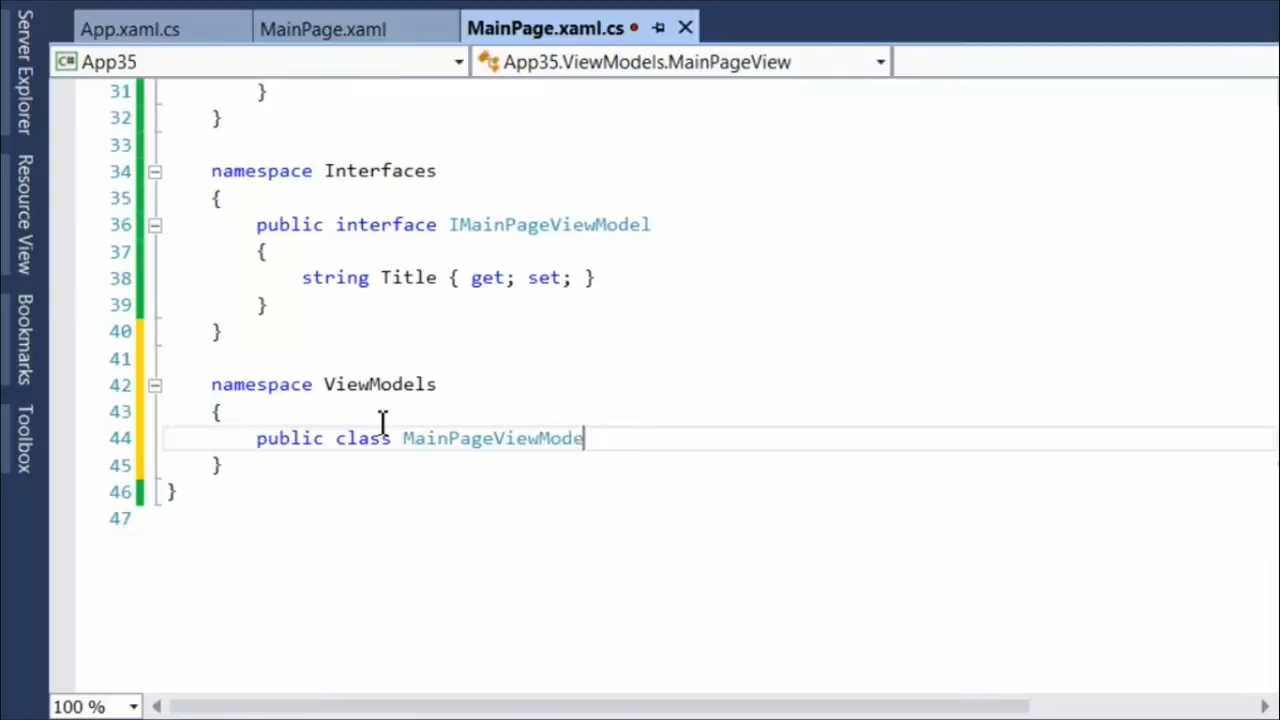 Server Explorer
Resource View
Bookmarks
Toolbox
App.xaml.cs
MainPage.xaml
MainPage.xaml.cs
C# App35
App35.ViewModels.MainPageView
31 }
32 }
33
34 namespace Interfaces
35 {
36 public interface IMainPageViewModel
37 {
38 string Title { get; set; }
39 }
40 }
41
42 namespace ViewModels
43 {
44 public class MainPageViewMode
45 }
46 }
47
100 %